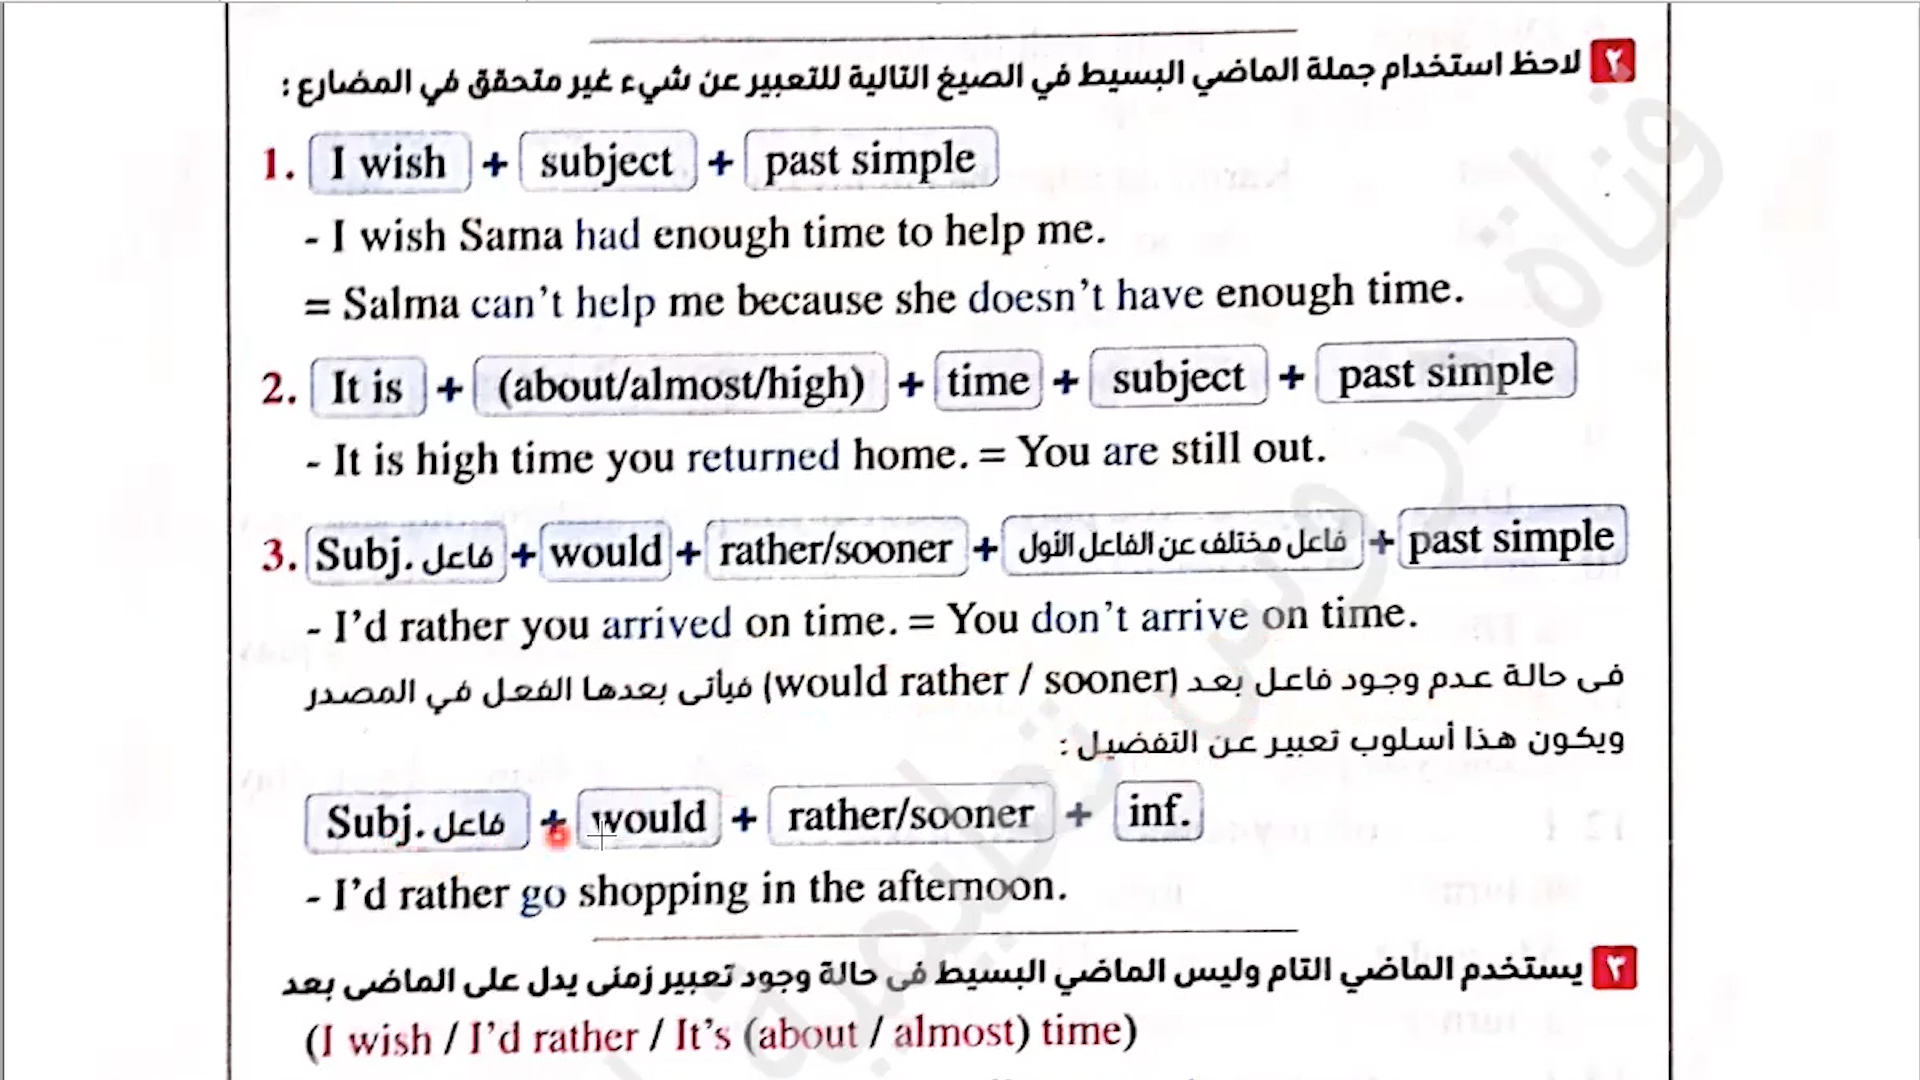 ٢ لاحظ استخدام جملة الماضي البسيط في الصيغ التالية للتعبير عن شيء غير متحقق في المضارع :
1. I wish + subject + past simple
- I wish Sama had enough time to help me.
= Salma can't help me because she doesn't have enough time.
2. It is + (about/almost/high) + time + subject + past simple
- It is high time you returned home. = You are still out.
3. Subj. فاعل + would + rather/sooner + فاعل مختلف عن الفاعل الأول + past simple
- I'd rather you arrived on time. = You don't arrive on time.
فى حالة عدم وجود فاعل بعد (would rather / sooner) فيأتى بعدها الفعل في المصدر
ويكون هذا أسلوب تعبير عن التفضيل :
Subj. فاعل + would + rather/sooner + inf.
- I'd rather go shopping in the afternoon.
٣ يستخدم الماضي التام وليس الماضي البسيط فى حالة وجود تعبير زمنى يدل على الماضى بعد
(I wish / I'd rather / It's (about / almost) time)
قناة دروس تعليمية